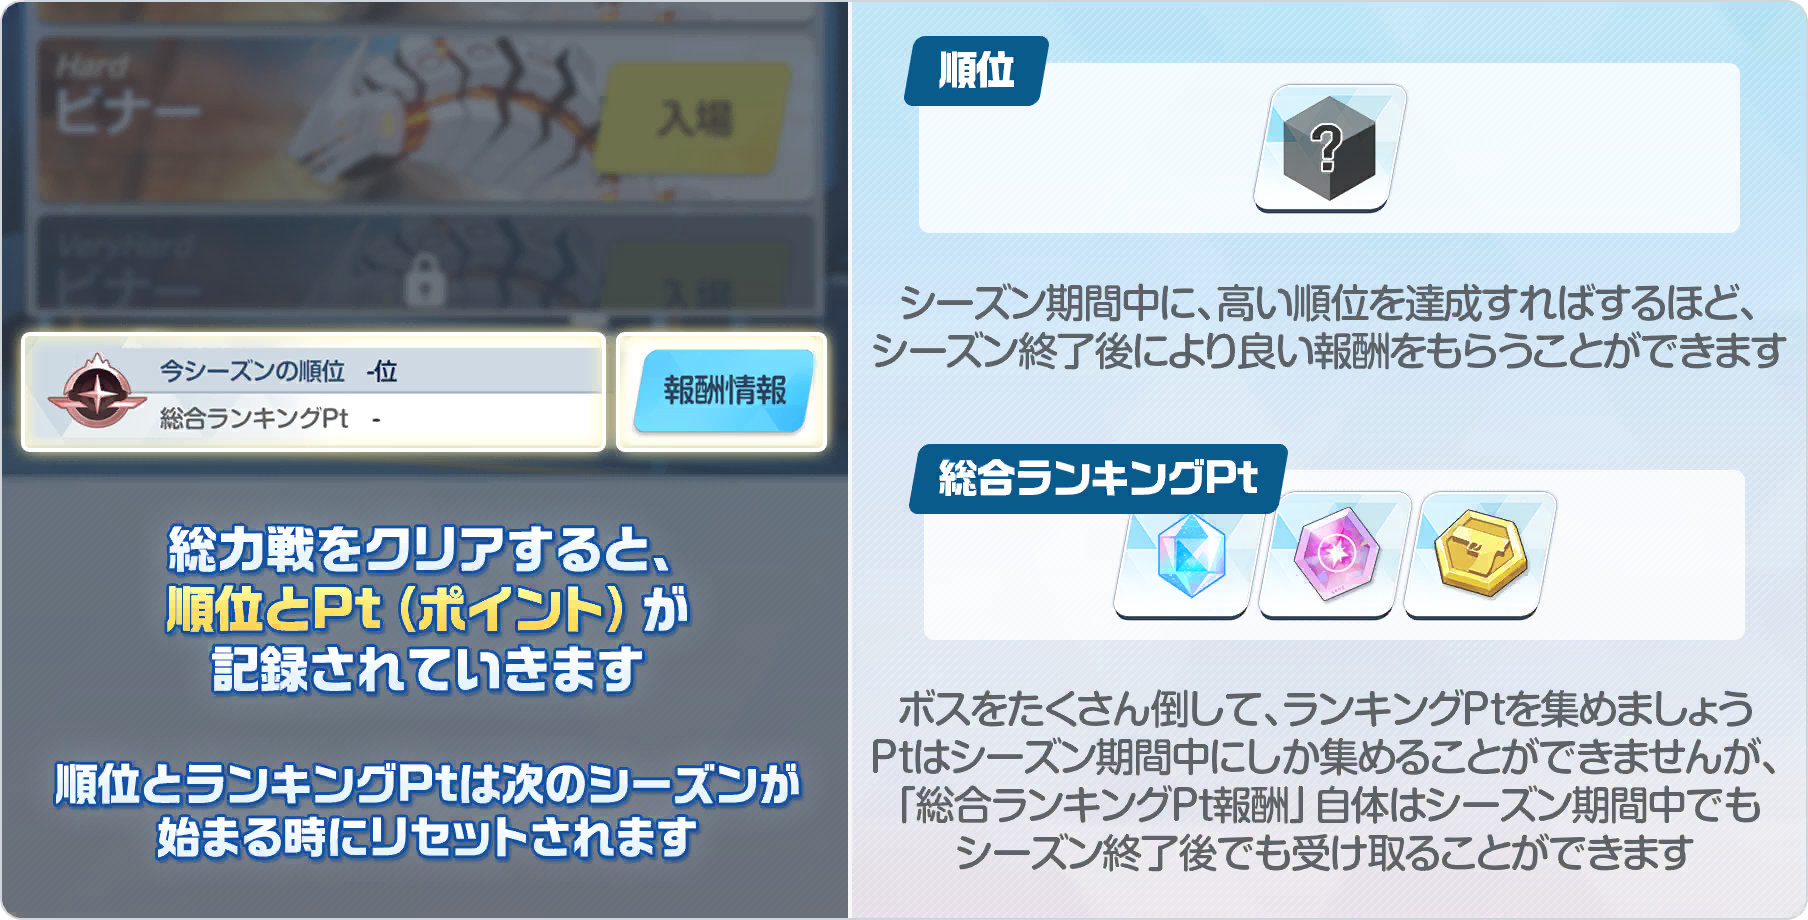 Hard
ビナー
入場
VeryHard
ビナー
入場
今シーズンの順位 -位
総合ランキングPt -
報酬情報
総力戦をクリアすると、
順位とPt（ポイント）が
記録されていきます
順位とランキングPtは次のシーズンが
始まる時にリセットされます
順位
?
シーズン期間中に、高い順位を達成すればするほど、
シーズン終了後により良い報酬をもらうことができます
総合ランキングPt
ボスをたくさん倒して、ランキングPtを集めましょう
Ptはシーズン期間中にしか集めることができませんが、
「総合ランキングPt報酬」自体はシーズン期間中でも
シーズン終了後でも受け取ることができます